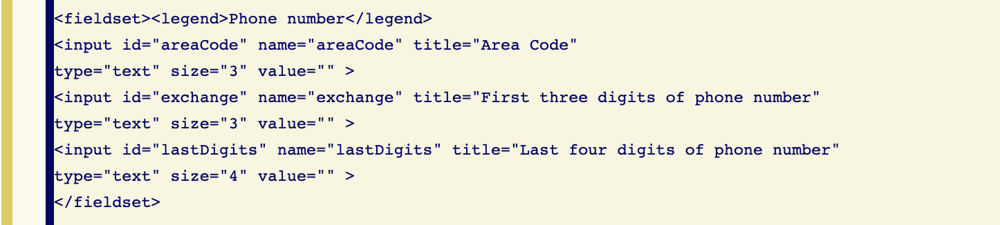 <fieldset><legend>Phone number</legend>
<input id="areaCode" name="areaCode" title="Area Code"
type="text" size="3" value="" >
<input id="exchange" name="exchange" title="First three digits of phone number"
type="text" size="3" value="" >
<input id="lastDigits" name="lastDigits" title="Last four digits of phone number"
type="text" size="4" value="" >
</fieldset>